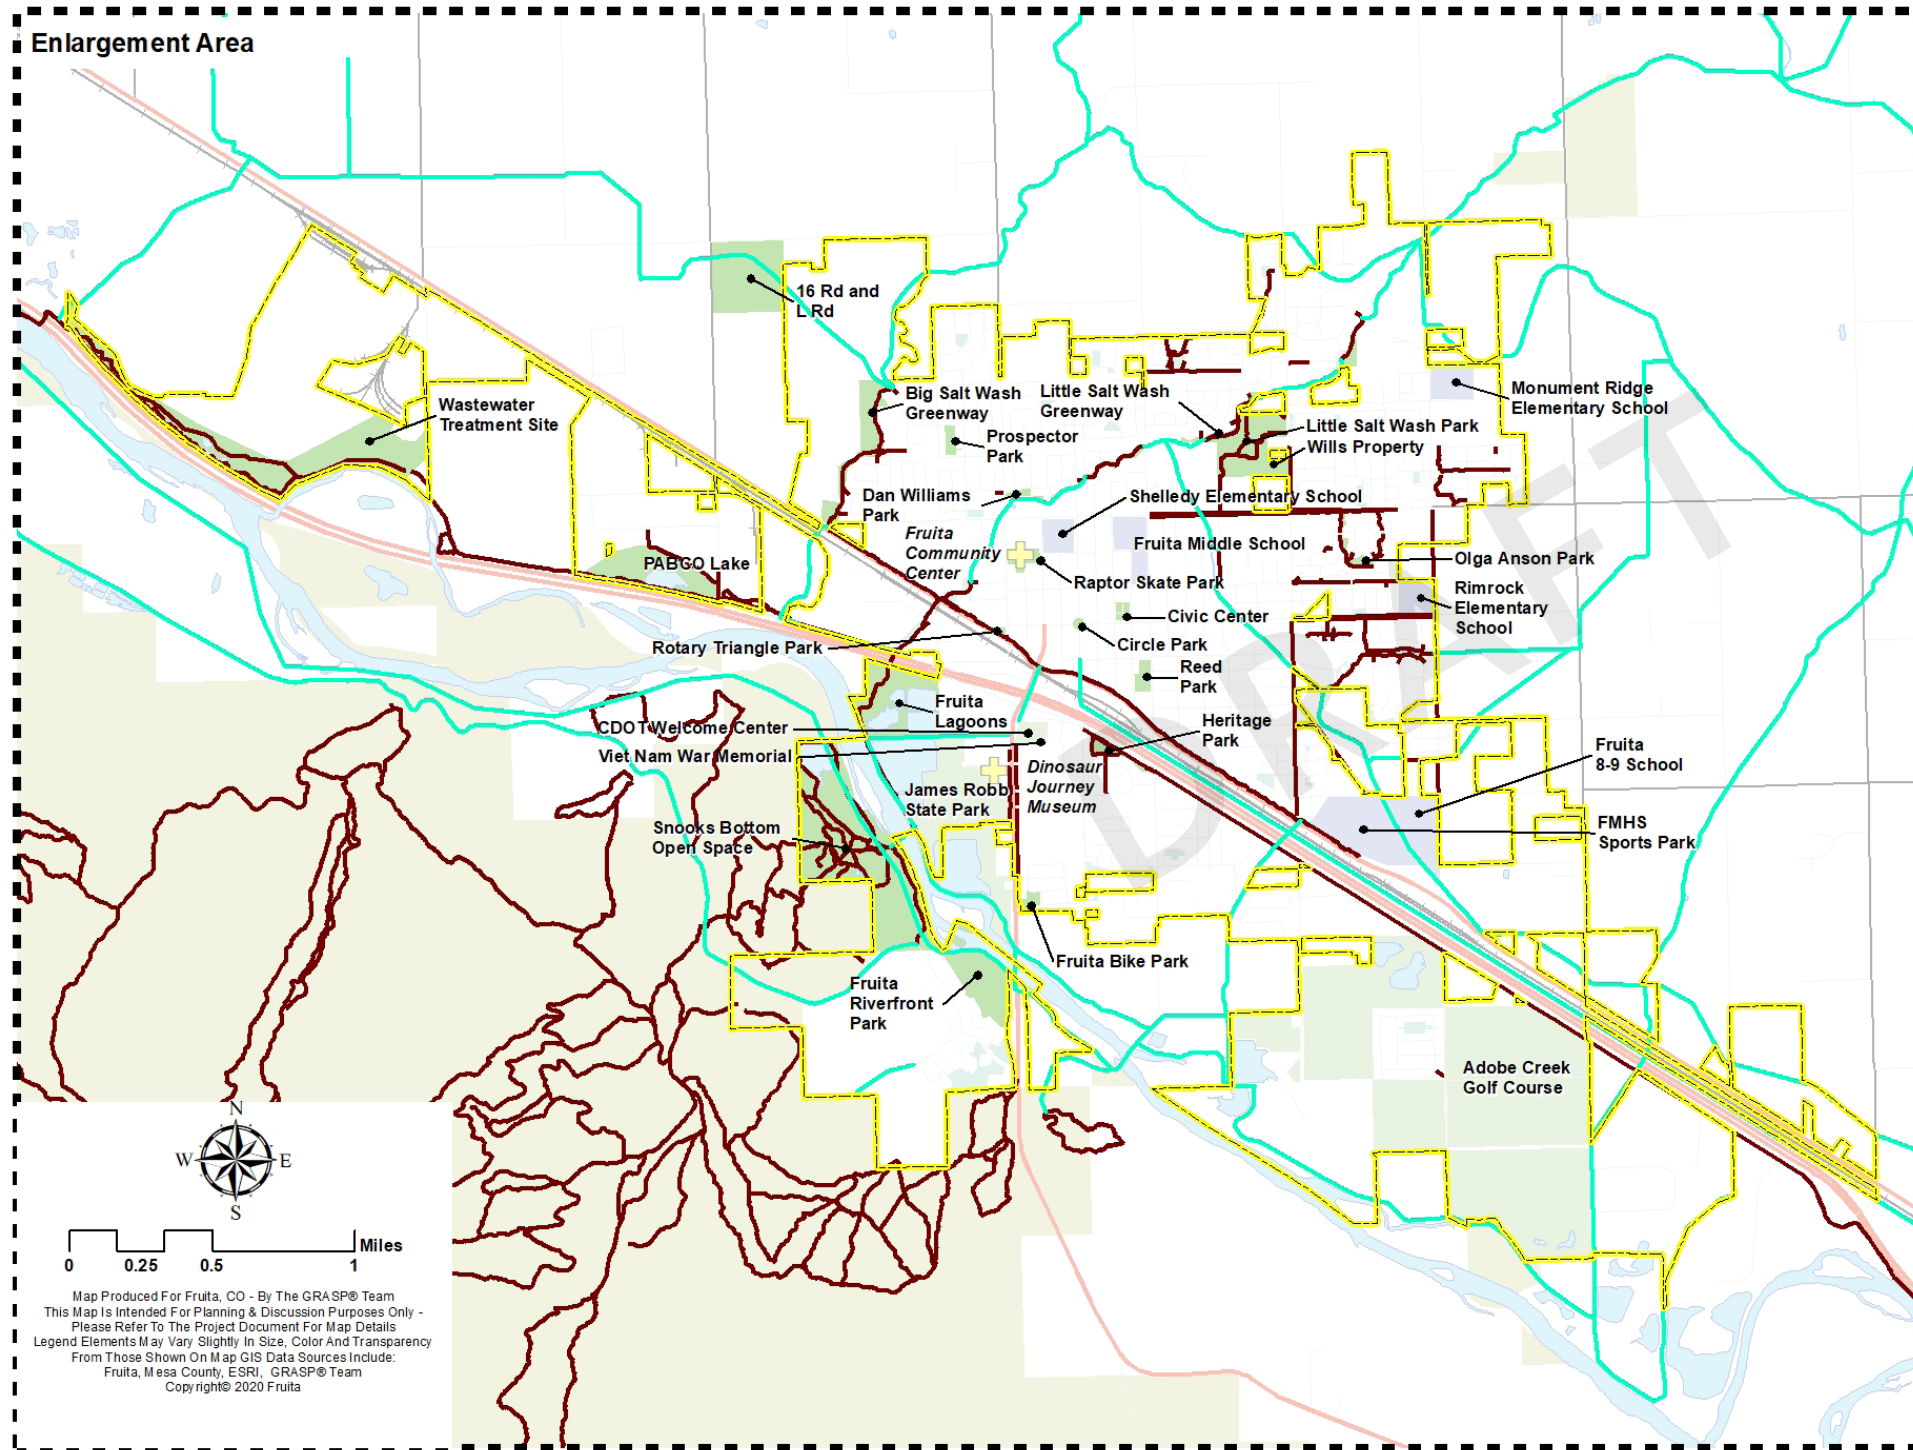 Enlargement Area
16 Rd and
L Rd
Wastewater
Treatment Site
Big Salt Wash
Greenway
Little Salt Wash
Greenway
Prospector
Park
Monument Ridge
Elementary School
Little Salt Wash Park
Wills Property
Dan Williams
Park
Shelledy Elementary School
Fruita
Community
Center
Fruita Middle School
PABCO Lake
Raptor Skate Park
Olga Anson Park
Rimrock
Elementary
School
Civic Center
Circle Park
Rotary Triangle Park
Reed
Park
Fruita
Lagoons
CDOT Welcome Center
Viet Nam War Memorial
Heritage
Park
Dinosaur
Journey
Museum
James Robb
State Park
Fruita
8-9 School
FMHS
Sports Park
Snooks Bottom
Open Space
Fruita Bike Park
Fruita
Riverfront
Park
Adobe Creek
Golf Course
DRAFT
N
W E
S
Miles
0 0.25 0.5 1
Map Produced For Fruita, CO - By The GRASP® Team
This Map Is Intended For Planning & Discussion Purposes Only -
Please Refer To The Project Document For Map Details
Legend Elements May Vary Slightly In Size, Color And Transparency
From Those Shown On Map GIS Data Sources Include:
Fruita, Mesa County, ESRI, GRASP® Team
Copyright© 2020 Fruita